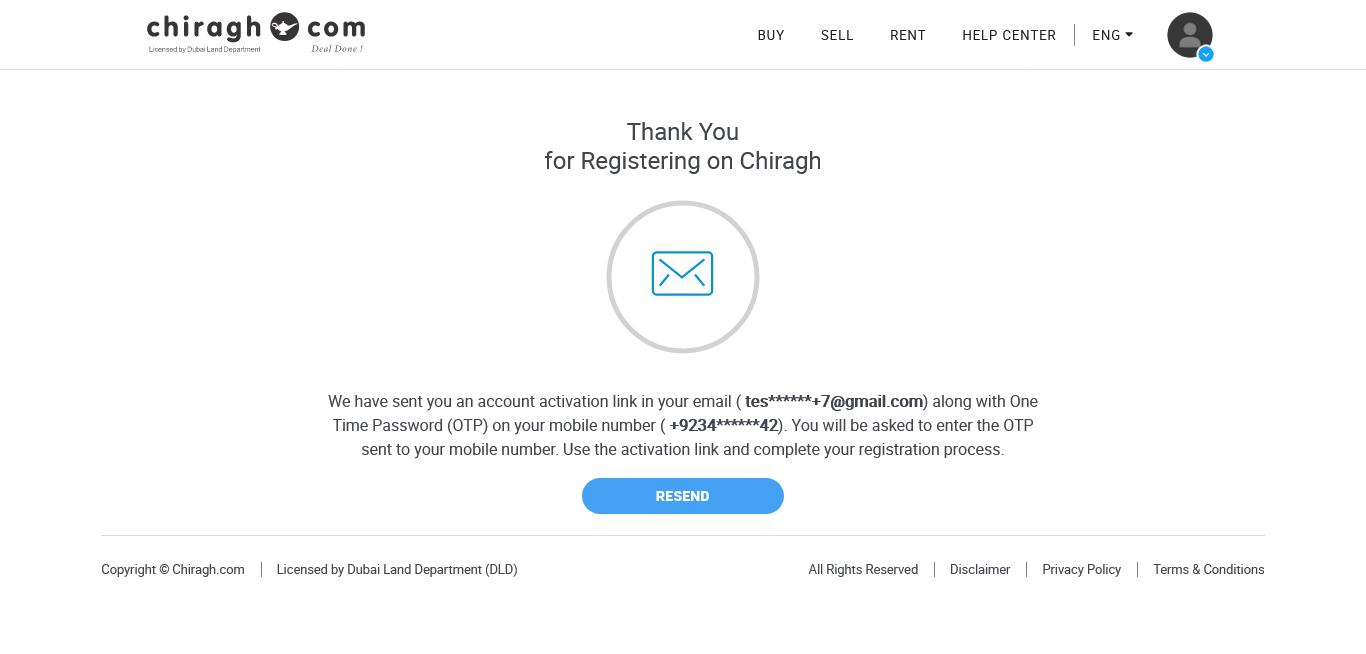 chiragh com
Licensed by Dubai Land Department
Deal Done !
BUY
SELL
RENT
HELP CENTER
ENG
Thank You
for Registering on Chiragh
We have sent you an account activation link in your email ( tes******+7@gmail.com) along with One
Time Password (OTP) on your mobile number ( +9234******42). You will be asked to enter the OTP
sent to your mobile number. Use the activation link and complete your registration process.
RESEND
Copyright © Chiragh.com
Licensed by Dubai Land Department (DLD)
All Rights Reserved
Disclaimer
Privacy Policy
Terms & Conditions